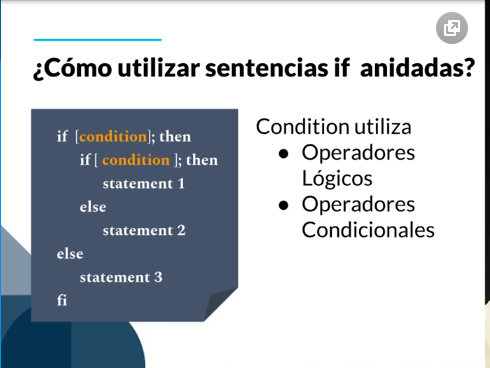 ¿Cómo utilizar sentencias if anidadas?
if [condition]; then
if [ condition ]; then
statement 1
else
statement 2
else
statement 3
fi
Condition utiliza
● Operadores
Lógicos
● Operadores
Condicionales